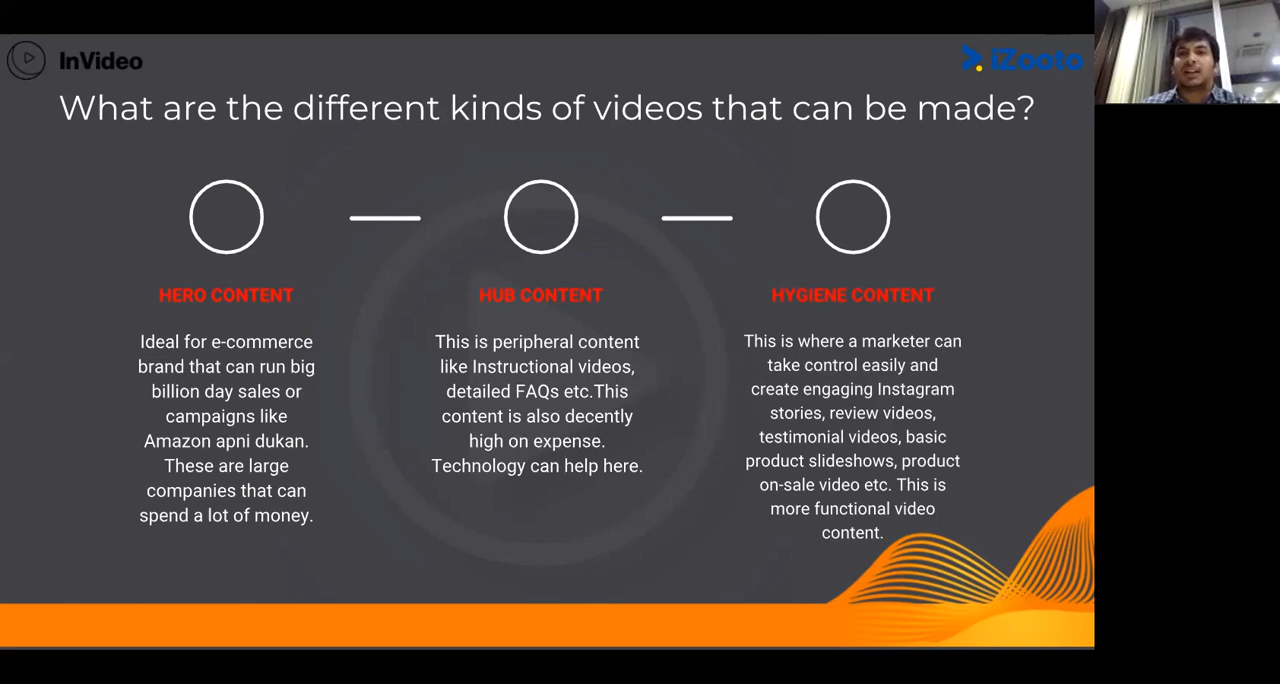 InVideo
iZooto
What are the different kinds of videos that can be made?
HERO CONTENT
Ideal for e-commerce
brand that can run big
billion day sales or
campaigns like
Amazon apni dukan.
These are large
companies that can
spend a lot of money.
HUB CONTENT
This is peripheral content
like Instructional videos,
detailed FAQs etc.This
content is also decently
high on expense.
Technology can help here.
HYGIENE CONTENT
This is where a marketer can
take control easily and
create engaging Instagram
stories, review videos,
testimonial videos, basic
product slideshows, product
on-sale video etc. This is
more functional video
content.